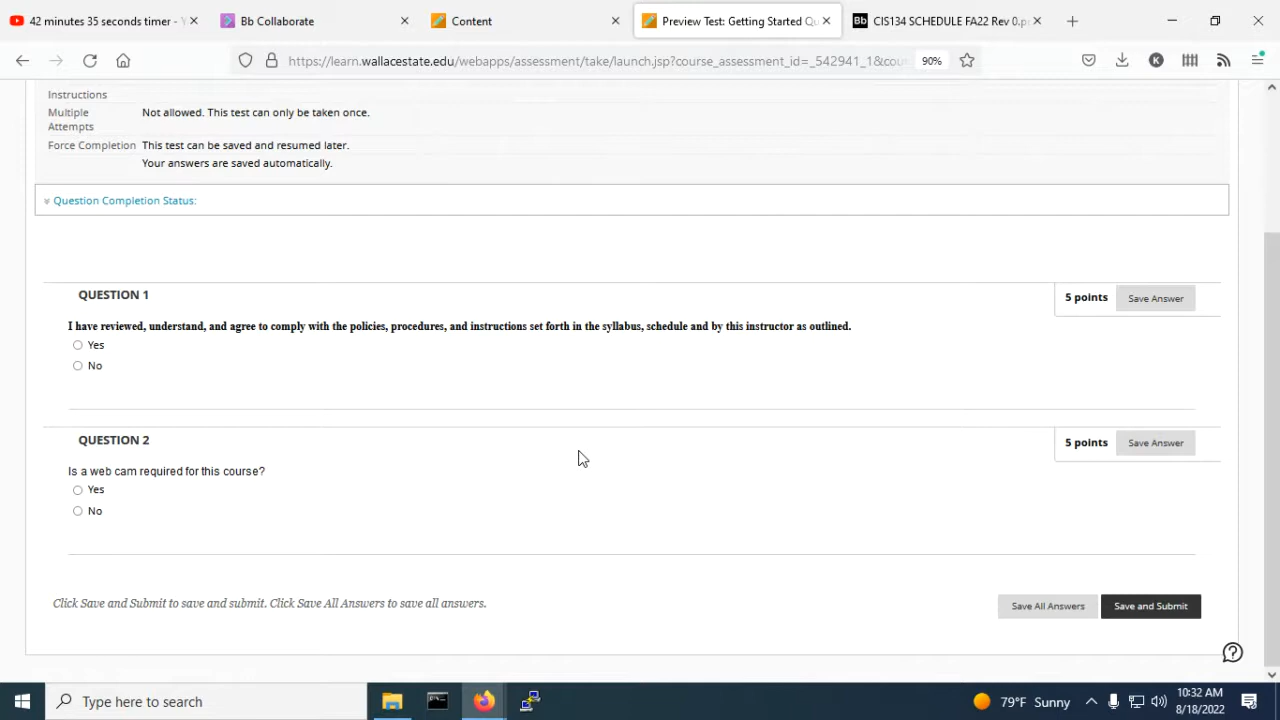 42 minutes 35 seconds timer -
Bb Collaborate
Content
Preview Test: Getting Started Qu
Bb CIS134 SCHEDULE FA22 Rev 0.p
https://learn.wallacestate.edu/webapps/assessment/take/launch.jsp?course_assessment_id=_542941_1&cou
90%
K
Instructions
Multiple Attempts
Not allowed. This test can only be taken once.
Force Completion
This test can be saved and resumed later.
Your answers are saved automatically.
Question Completion Status:
QUESTION 1
5 points
Save Answer
I have reviewed, understand, and agree to comply with the policies, procedures, and instructions set forth in the syllabus, schedule and by this instructor as outlined.
Yes
No
QUESTION 2
5 points
Save Answer
Is a web cam required for this course?
Yes
No
Click Save and Submit to save and submit. Click Save All Answers to save all answers.
Save All Answers
Save and Submit
Type here to search
79°F Sunny
10:32 AM
8/18/2022